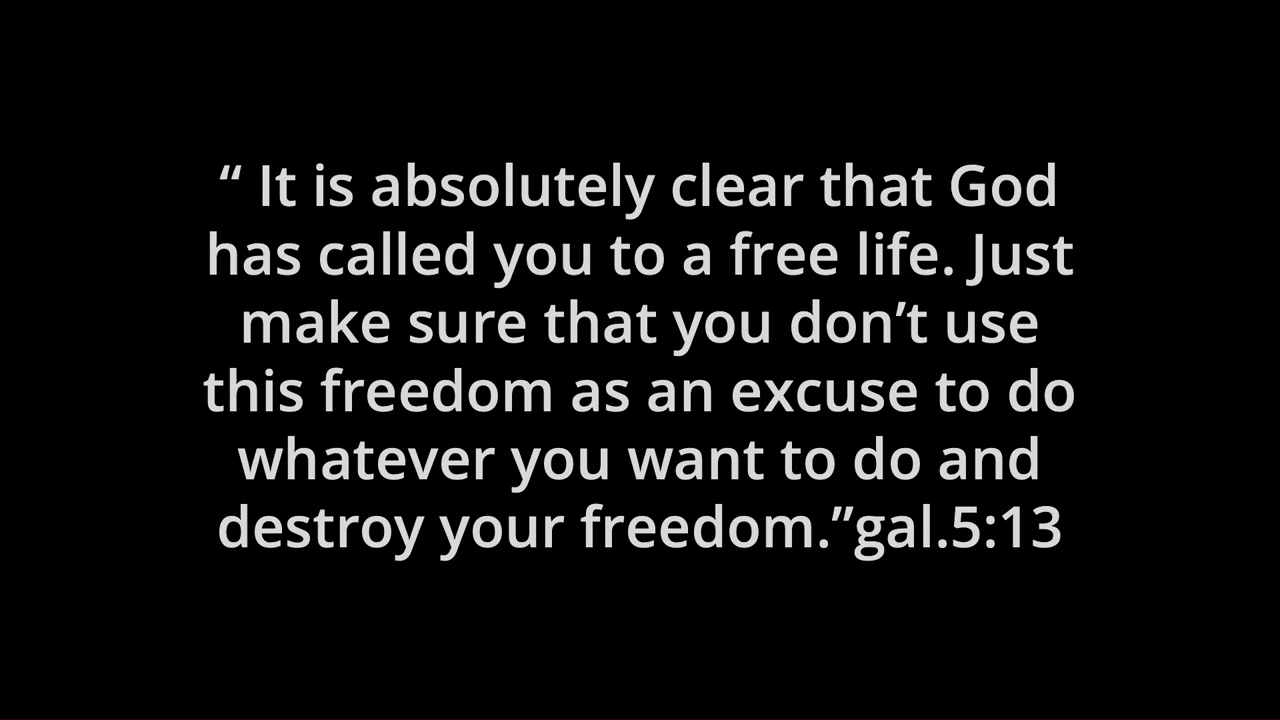 “ It is absolutely clear that God
has called you to a free life. Just
make sure that you don’t use
this freedom as an excuse to do
whatever you want to do and
destroy your freedom.”gal.5:13